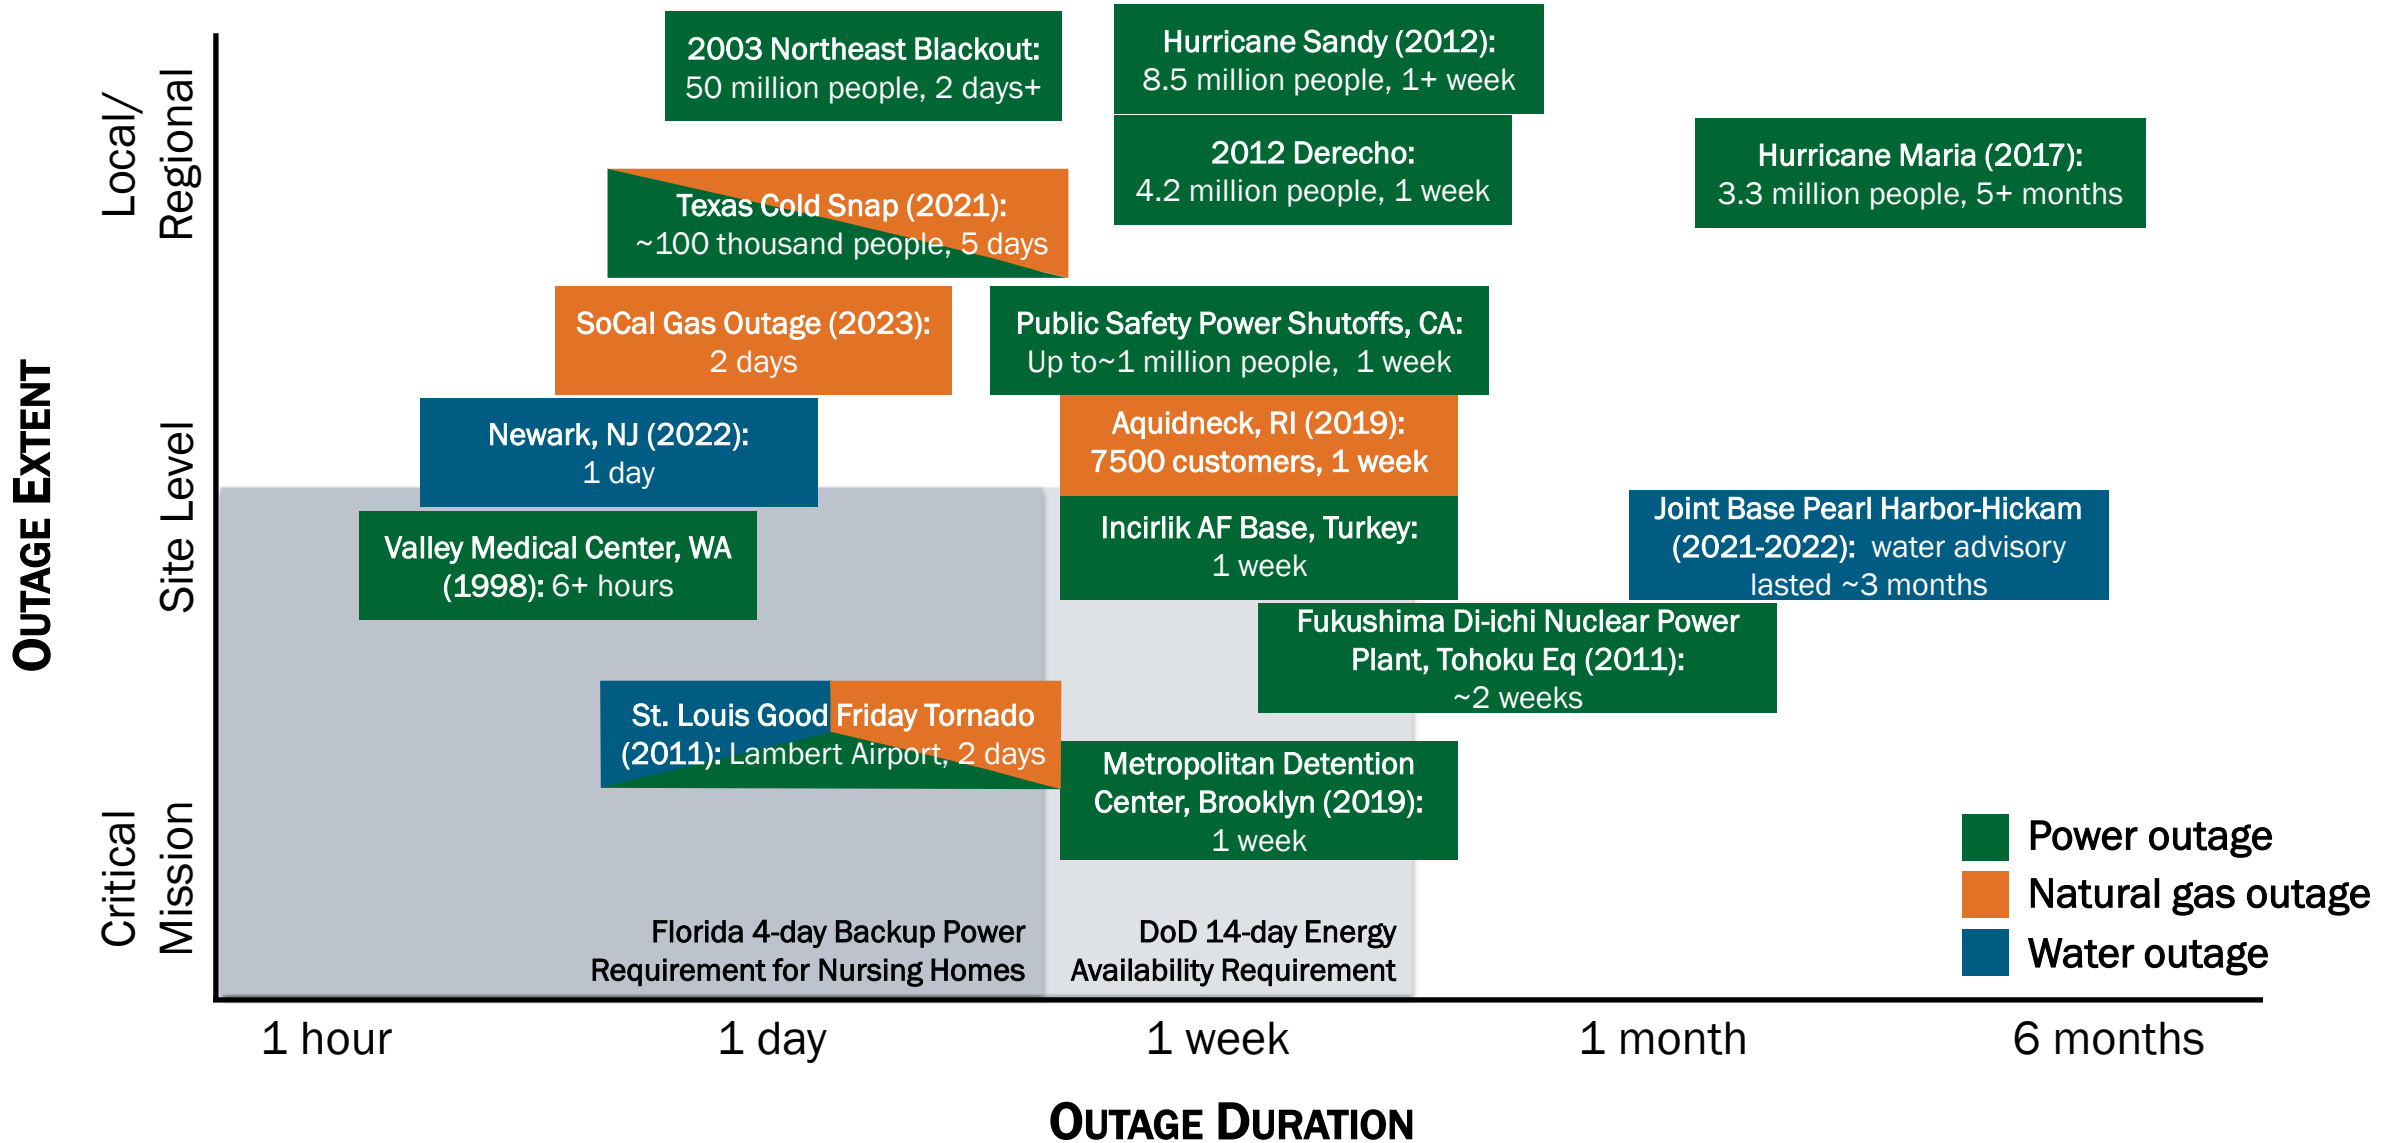 2003 Northeast Blackout:
50 million people, 2 days+
Hurricane Sandy (2012):
8.5 million people, 1+ week
2012 Derecho:
4.2 million people, 1 week
Hurricane Maria (2017):
3.3 million people, 5+ months
Texas Cold Snap (2021):
~100 thousand people, 5 days
SoCal Gas Outage (2023):
2 days
Public Safety Power Shutoffs, CA:
Up to~1 million people,  1 week
Newark, NJ (2022):
1 day
Aquidneck, RI (2019):
7500 customers, 1 week
Valley Medical Center, WA
(1998): 6+ hours
Incirlik AF Base, Turkey:
1 week
Joint Base Pearl Harbor-Hickam
(2021-2022):  water advisory
lasted ~3 months
Fukushima Di-ichi Nuclear Power
Plant, Tohoku Eq (2011):
~2 weeks
St. Louis Good Friday Tornado
(2011): Lambert Airport, 2 days
Metropolitan Detention
Center, Brooklyn (2019):
1 week
Florida 4-day Backup Power
Requirement for Nursing Homes
DoD 14-day Energy
Availability Requirement
Power outage
Natural gas outage
Water outage
OUTAGE EXTENT
Local/
Regional
Site Level
Critical
Mission
1 hour
1 day
1 week
1 month
6 months
OUTAGE DURATION